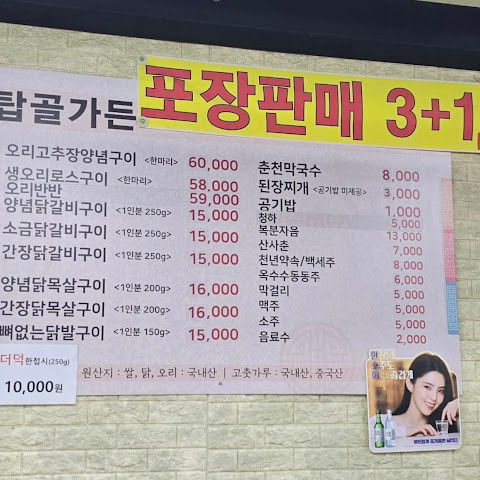 포장판매 3+1
탑골가든
오리고추장양념구이 <한마리> 60,000
생오리로스구이 <한마리> 58,000
오리반반 59,000
양념닭갈비구이 <1인분 250g> 15,000
소금닭갈비구이 <1인분 250g> 15,000
간장닭갈비구이 <1인분 250g> 15,000
양념닭목살구이 <1인분 200g> 16,000
간장닭목살구이 <1인분 200g> 16,000
뼈없는닭발구이 <1인분 150g> 15,000
춘천막국수 8,000
된장찌개 <공기밥 미제공> 3,000
공기밥 1,000
청하 5,000
복분자음 13,000
산사춘 7,000
천년약속/백세주 8,000
옥수수동동주 6,000
막걸리 5,000
맥주 5,000
소주 5,000
음료수 2,000
더덕한접시(250g)
10,000원
원산지 : 쌀, 닭, 오리 : 국내산 | 고춧가루 : 국내산, 중국산